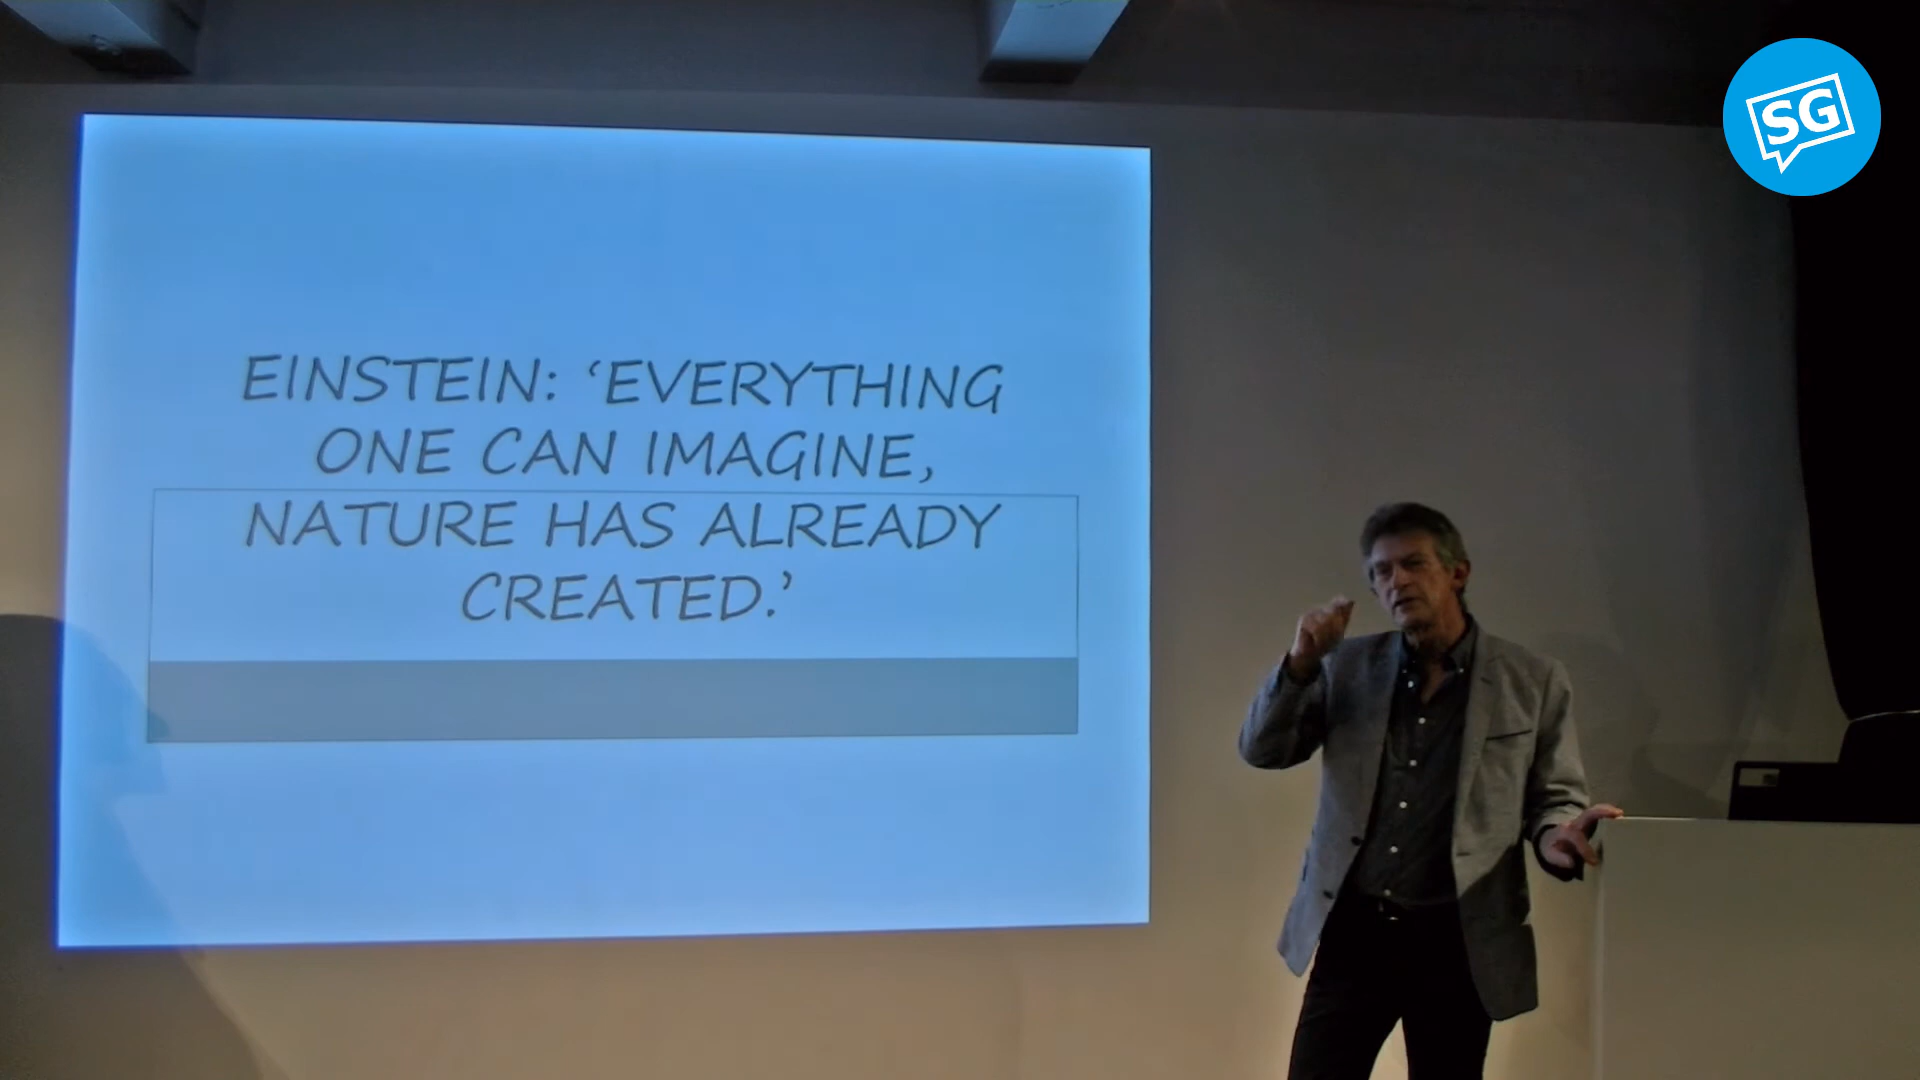 SG
EINSTEIN: ‘EVERYTHING
ONE CAN IMAGINE,
NATURE HAS ALREADY
CREATED.’